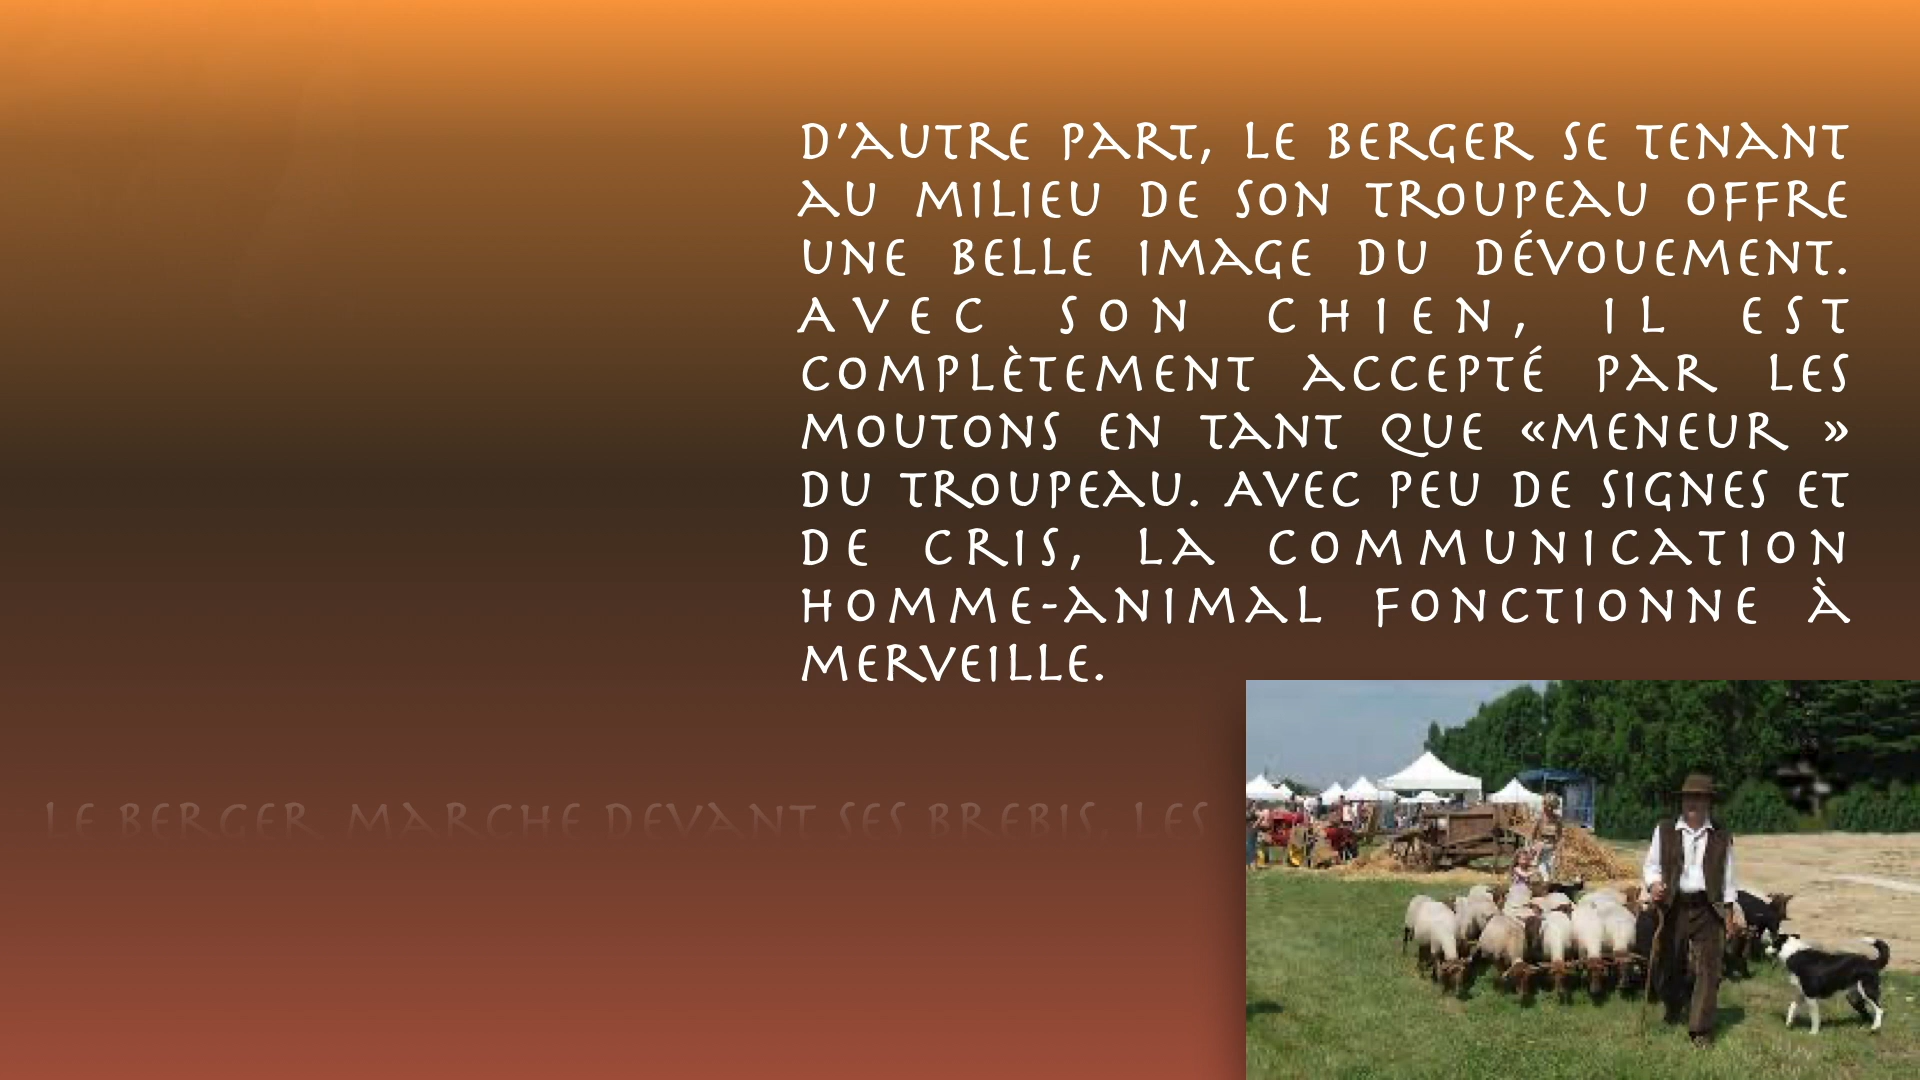 D’AUTRE PART, LE BERGER SE TENANT
AU MILIEU DE SON TROUPEAU OFFRE
UNE BELLE IMAGE DU DÉVOUEMENT.
AVEC SON CHIEN, IL EST
COMPLÈTEMENT ACCEPTÉ PAR LES
MOUTONS EN TANT QUE «MENEUR »
DU TROUPEAU. AVEC PEU DE SIGNES ET
DE CRIS, LA COMMUNICATION
HOMME-ANIMAL FONCTIONNE À
MERVEILLE.
LE BERGER MARCHE DEVANT SES BREBIS, LES